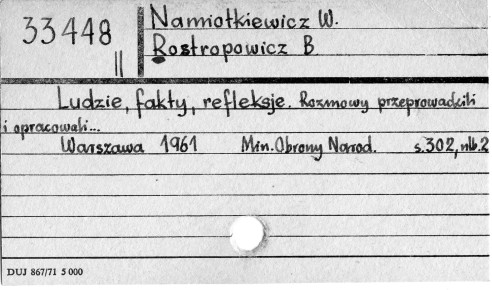 33448
II
Namiotkiewicz W.
Rostropowicz B
Ludzie, fakty, refleksje. Rozmowy przeprowadzili
i opracowali...
Warszawa 1961 Min. Obrony Narod. s. 302, nlb. 2
DUJ 867/71 5 000